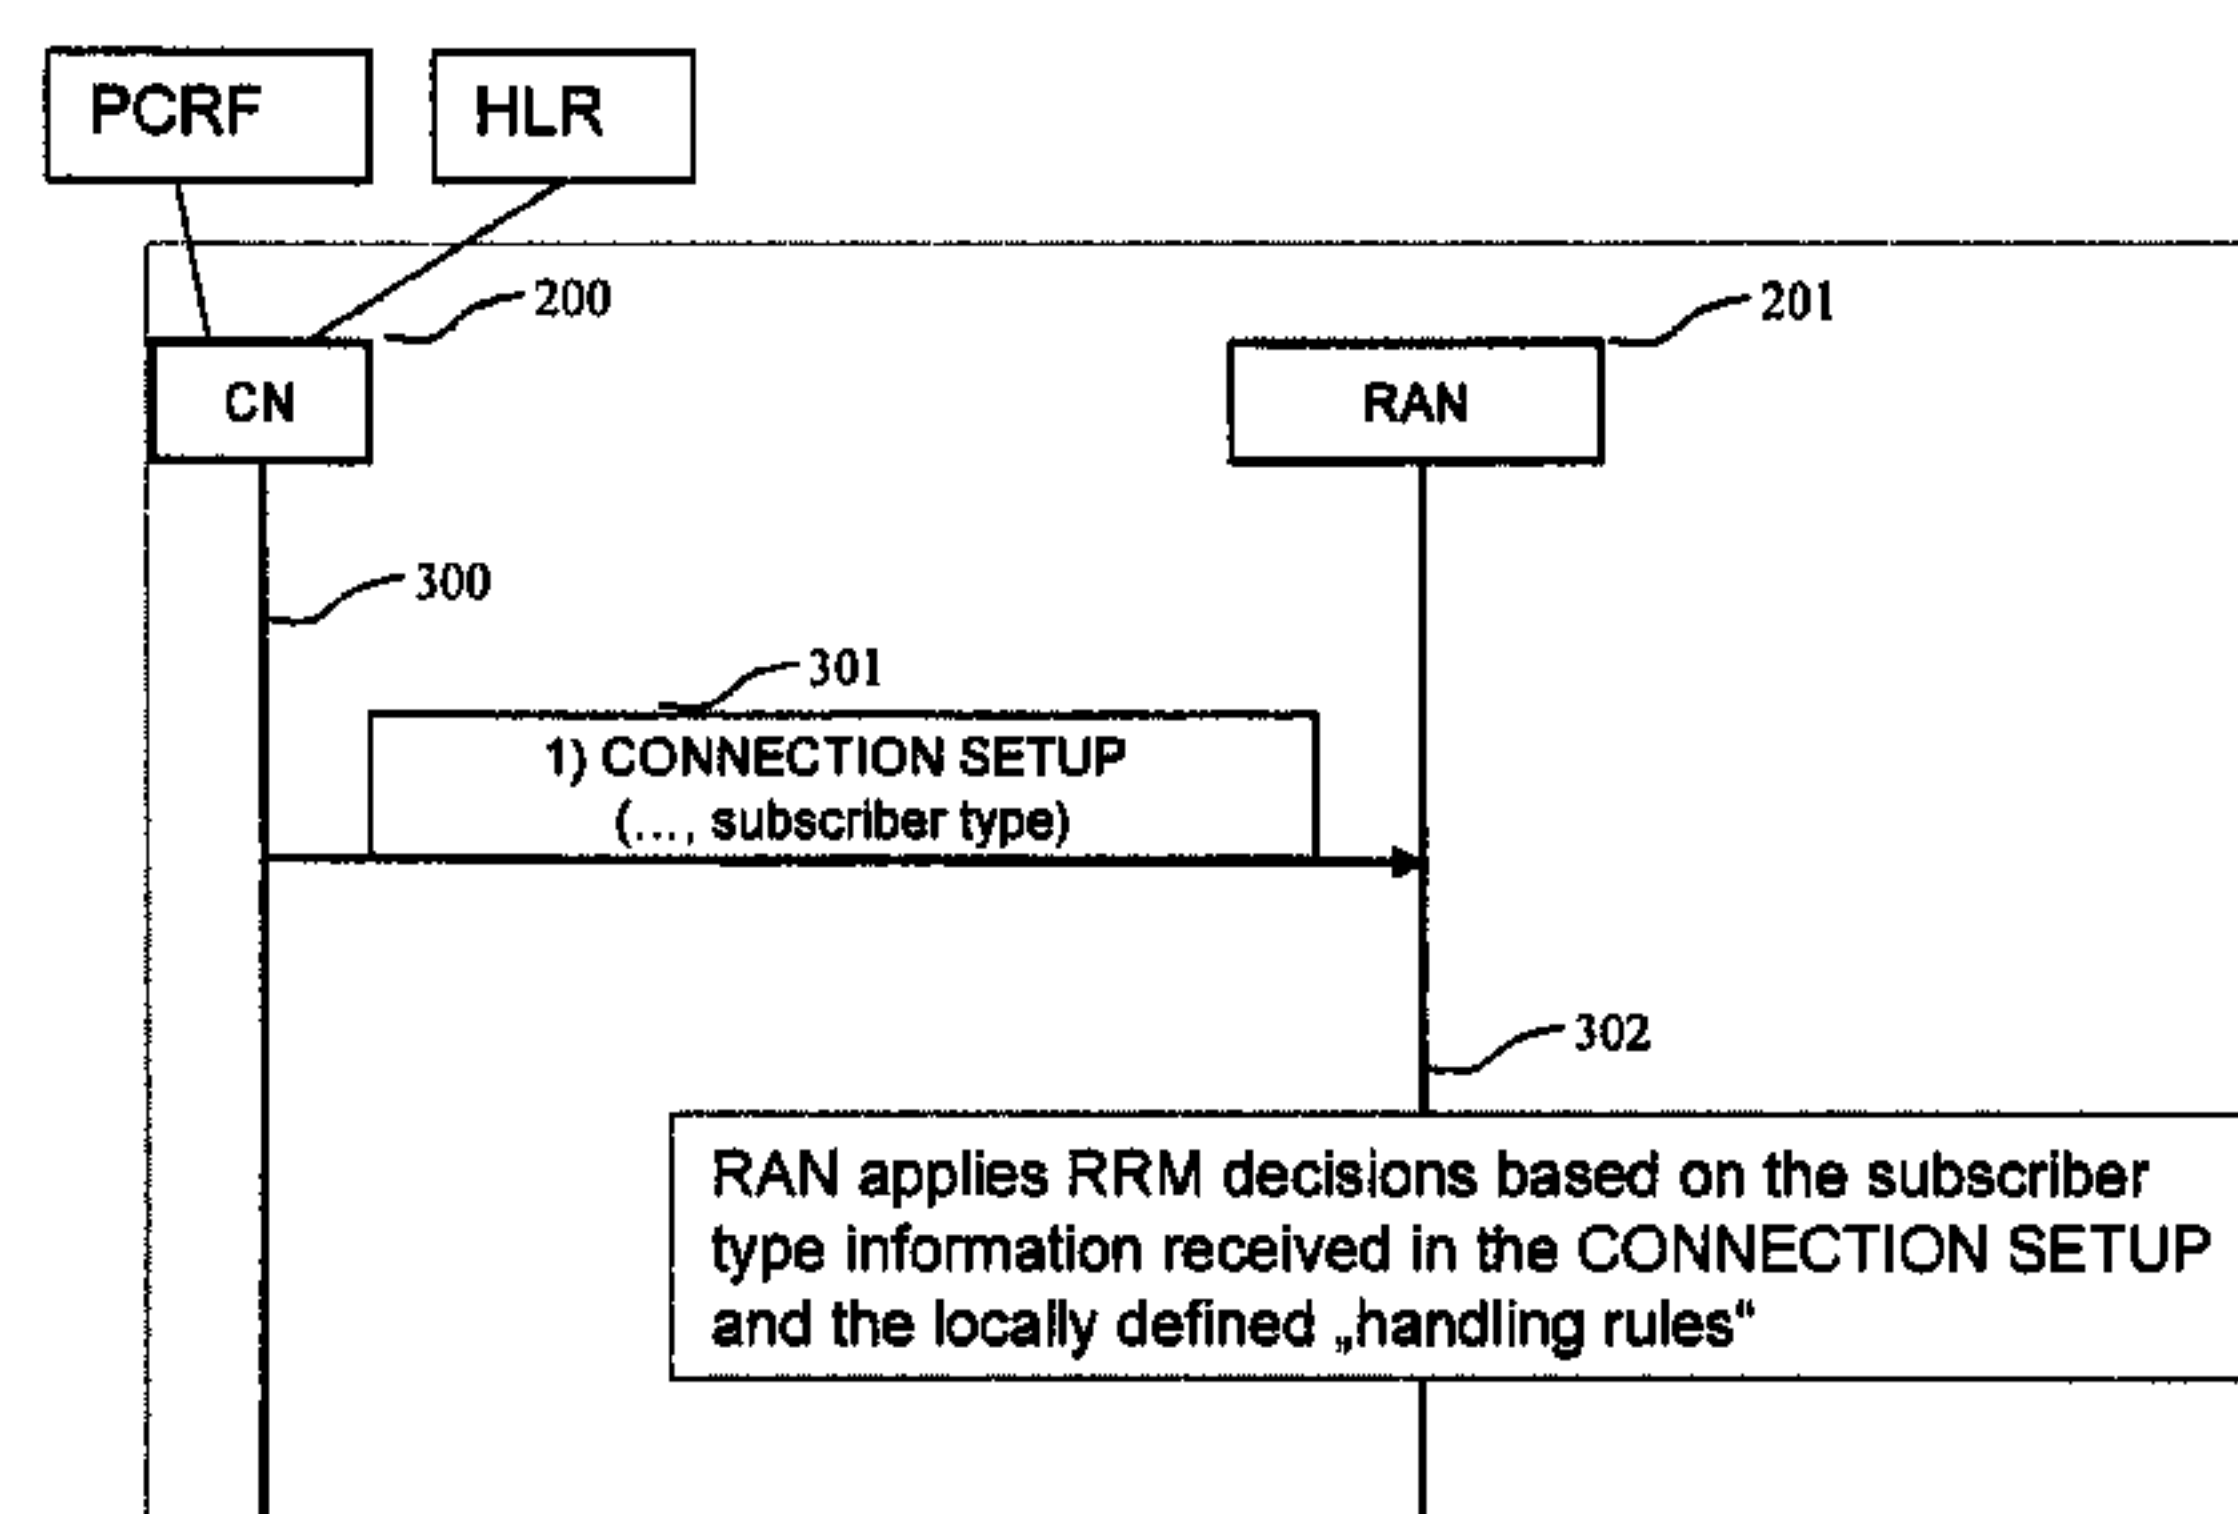 PCRF
HLR
200
201
CN
RAN
300
301
1) CONNECTION SETUP
(..., subscriber type)
302
RAN applies RRM decisions based on the subscriber
type information received in the CONNECTION SETUP
and the locally defined „handling rules“